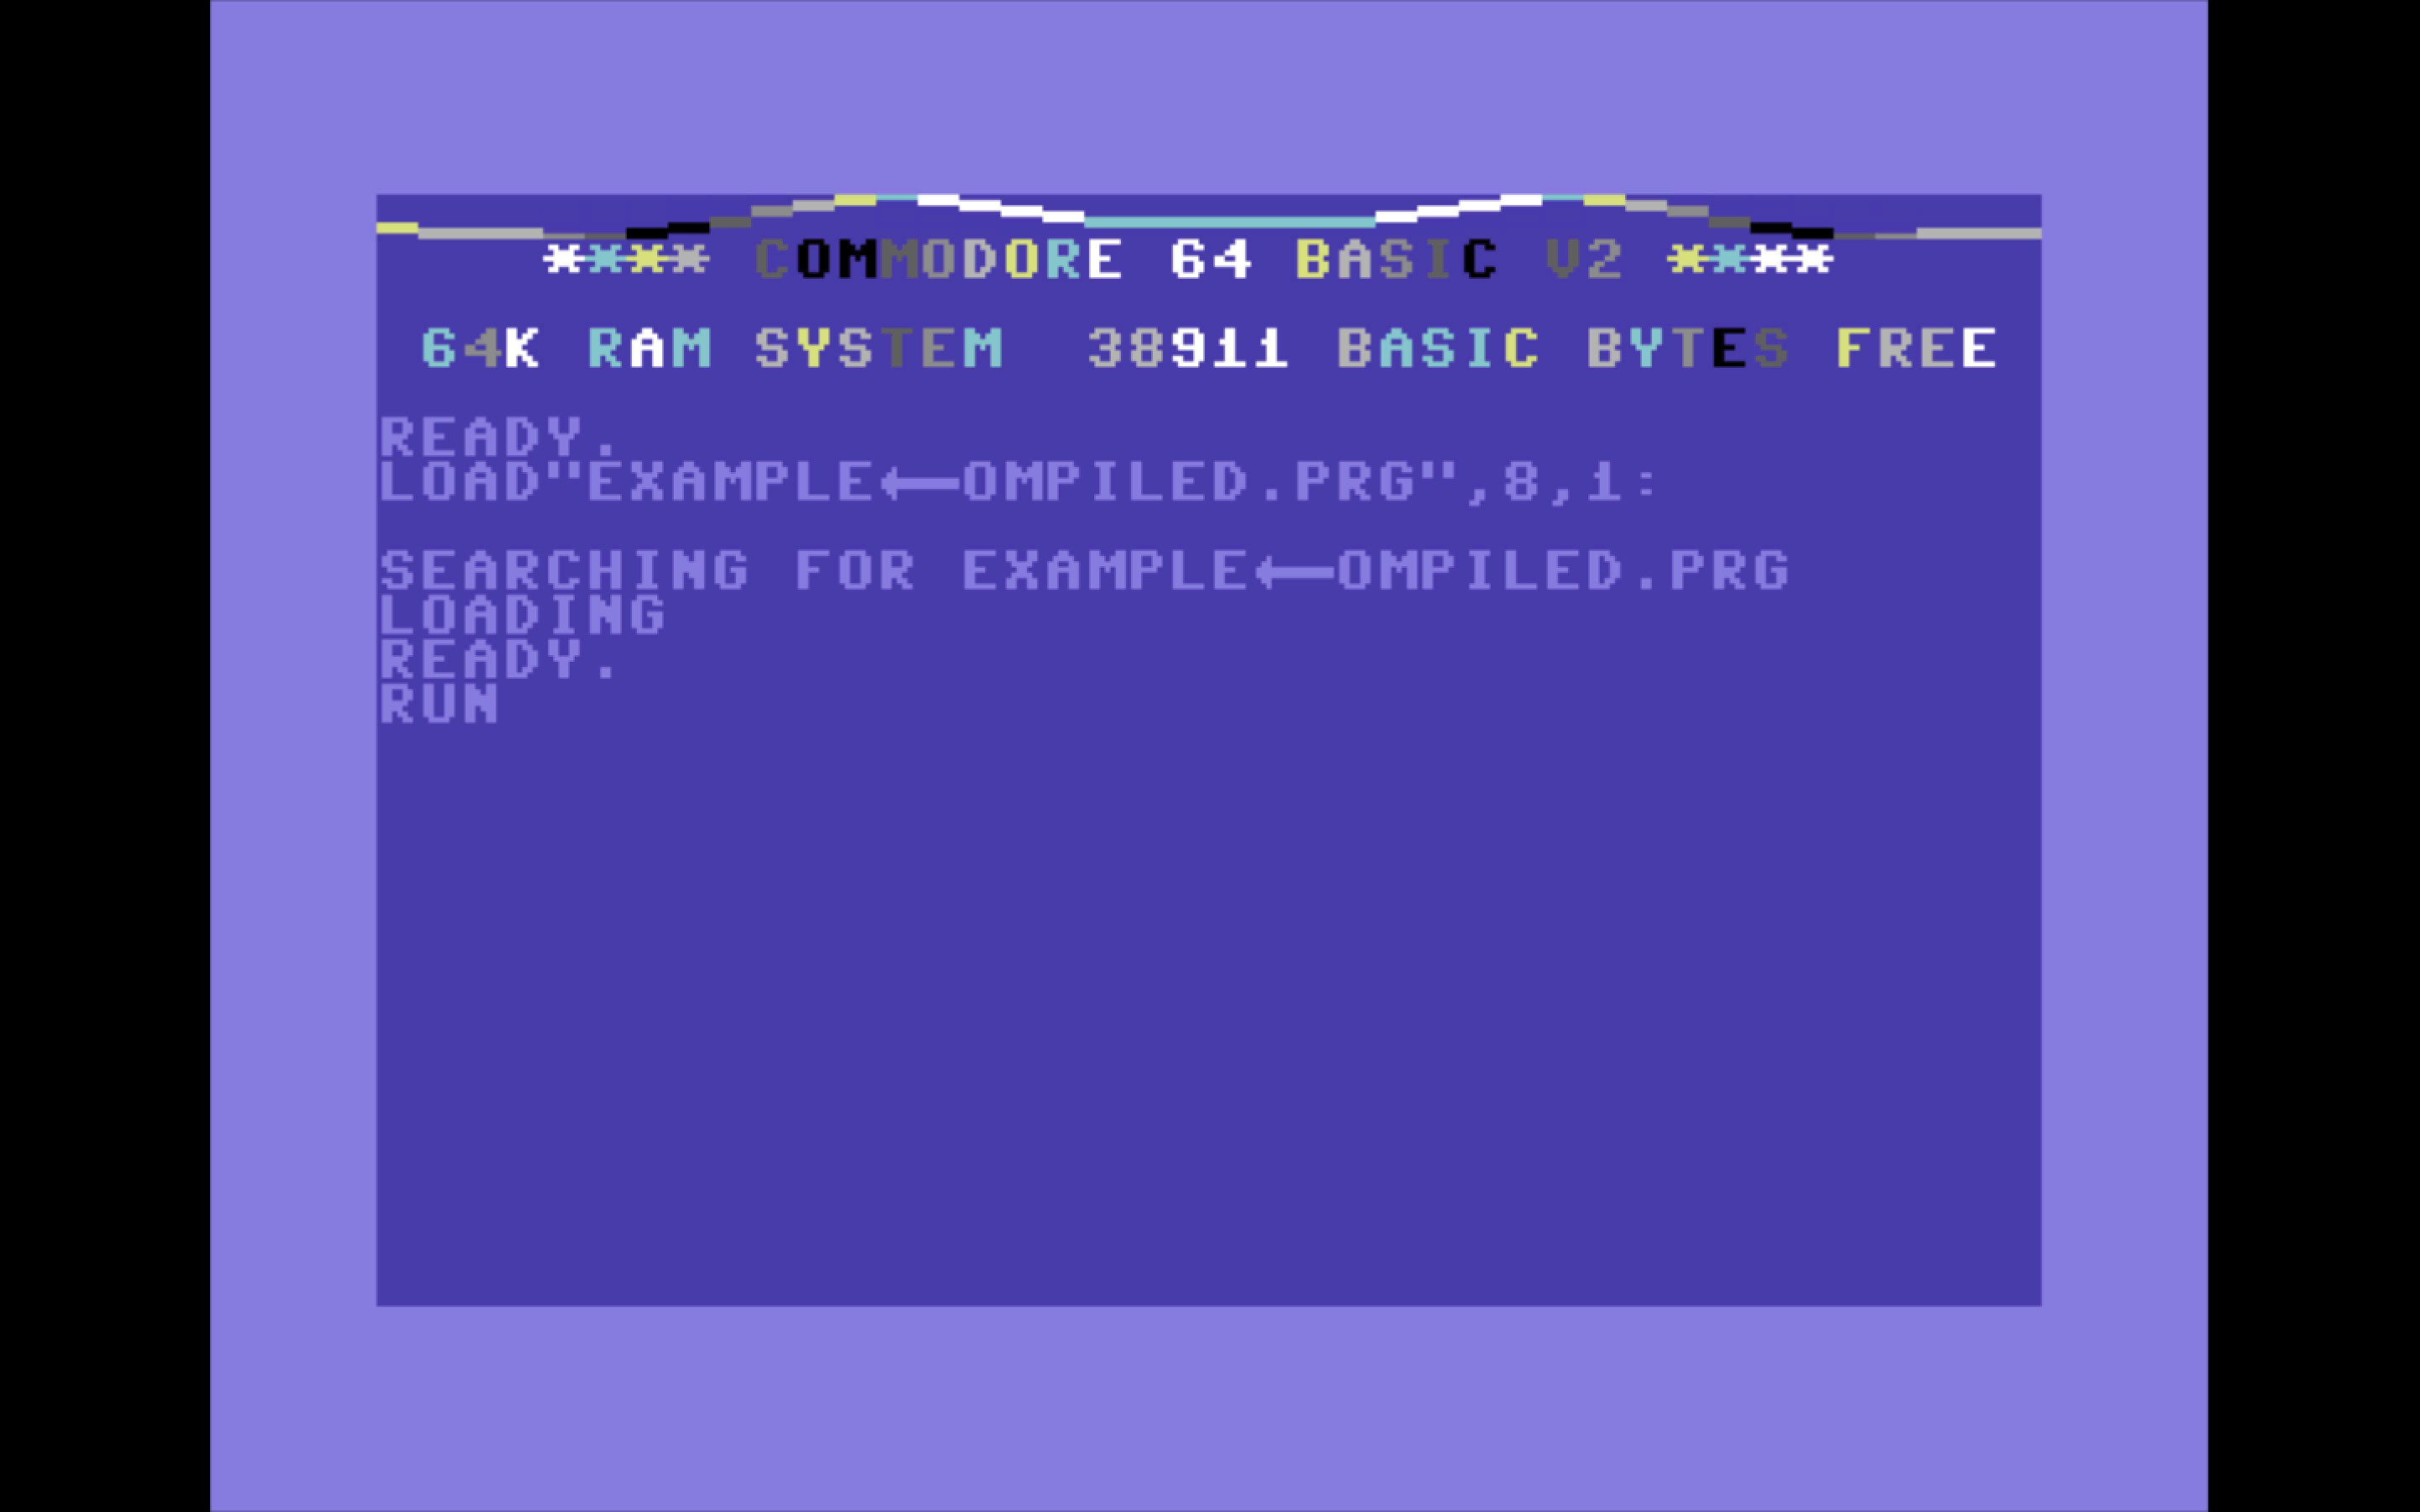 **** COMMODORE 64 BASIC V2 ****
64K RAM SYSTEM  38911 BASIC BYTES FREE
READY.
LOAD"EXAMPLE←─OMPILED.PRG",8,1:
SEARCHING FOR EXAMPLE←─OMPILED.PRG
LOADING
READY.
RUN